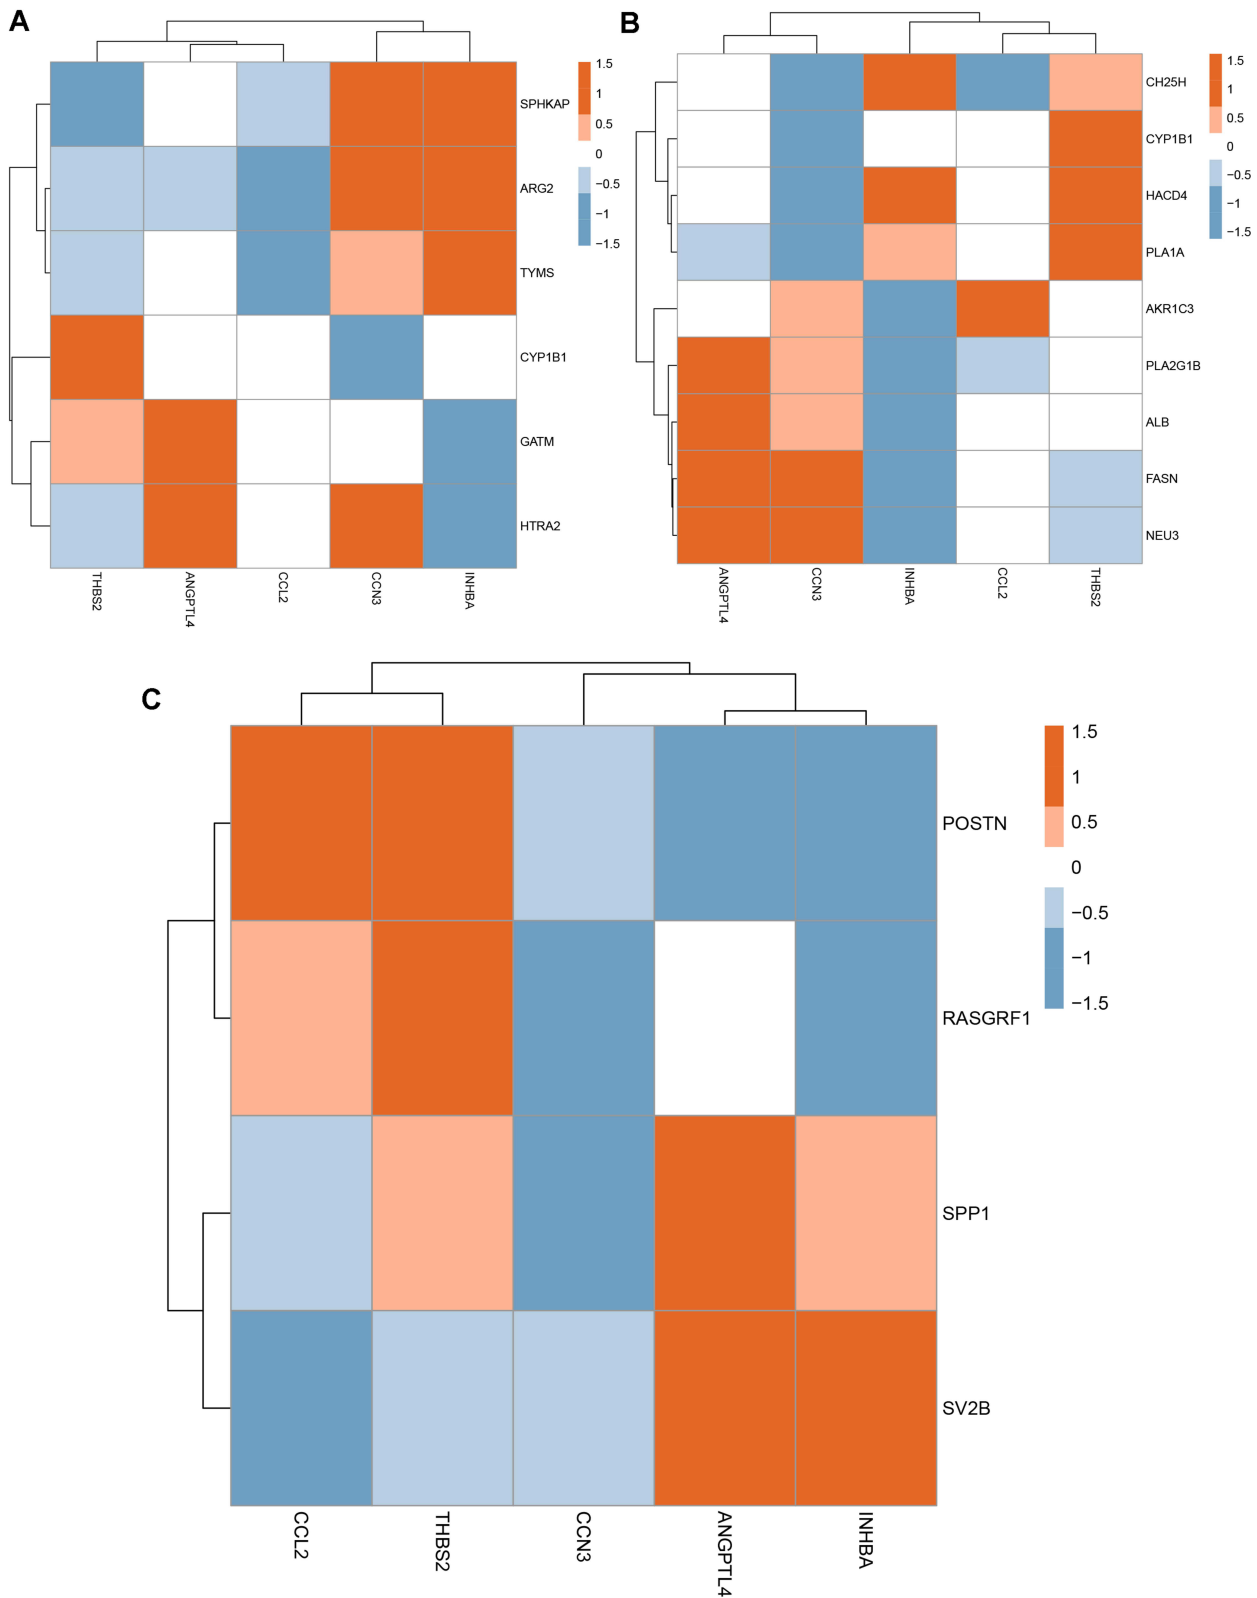 A
1.5
1
0.5
0
−0.5
−1
−1.5
SPHKAP
ARG2
TYMS
CYP1B1
GATM
HTRA2
THBS2
ANGPTL4
CCL2
CCN3
INHBA
B
1.5
1
0.5
0
−0.5
−1
−1.5
CH25H
CYP1B1
HACD4
PLA1A
AKR1C3
PLA2G1B
ALB
FASN
NEU3
ANGPTL4
CCN3
INHBA
CCL2
THBS2
C
1.5
1
0.5
0
−0.5
−1
−1.5
POSTN
RASGRF1
SPP1
SV2B
CCL2
THBS2
CCN3
ANGPTL4
INHBA